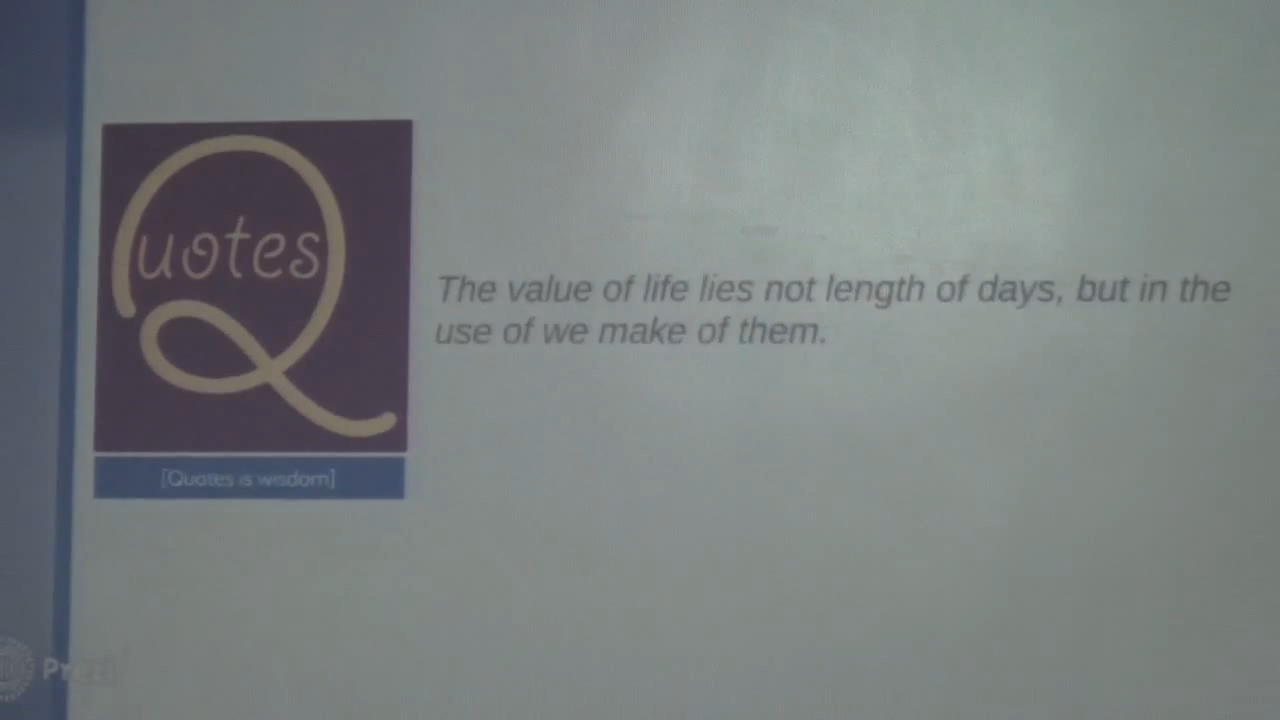 Quotes
The value of life lies not length of days, but in the
use of we make of them.
[Quotes is wisdom]
Prezi